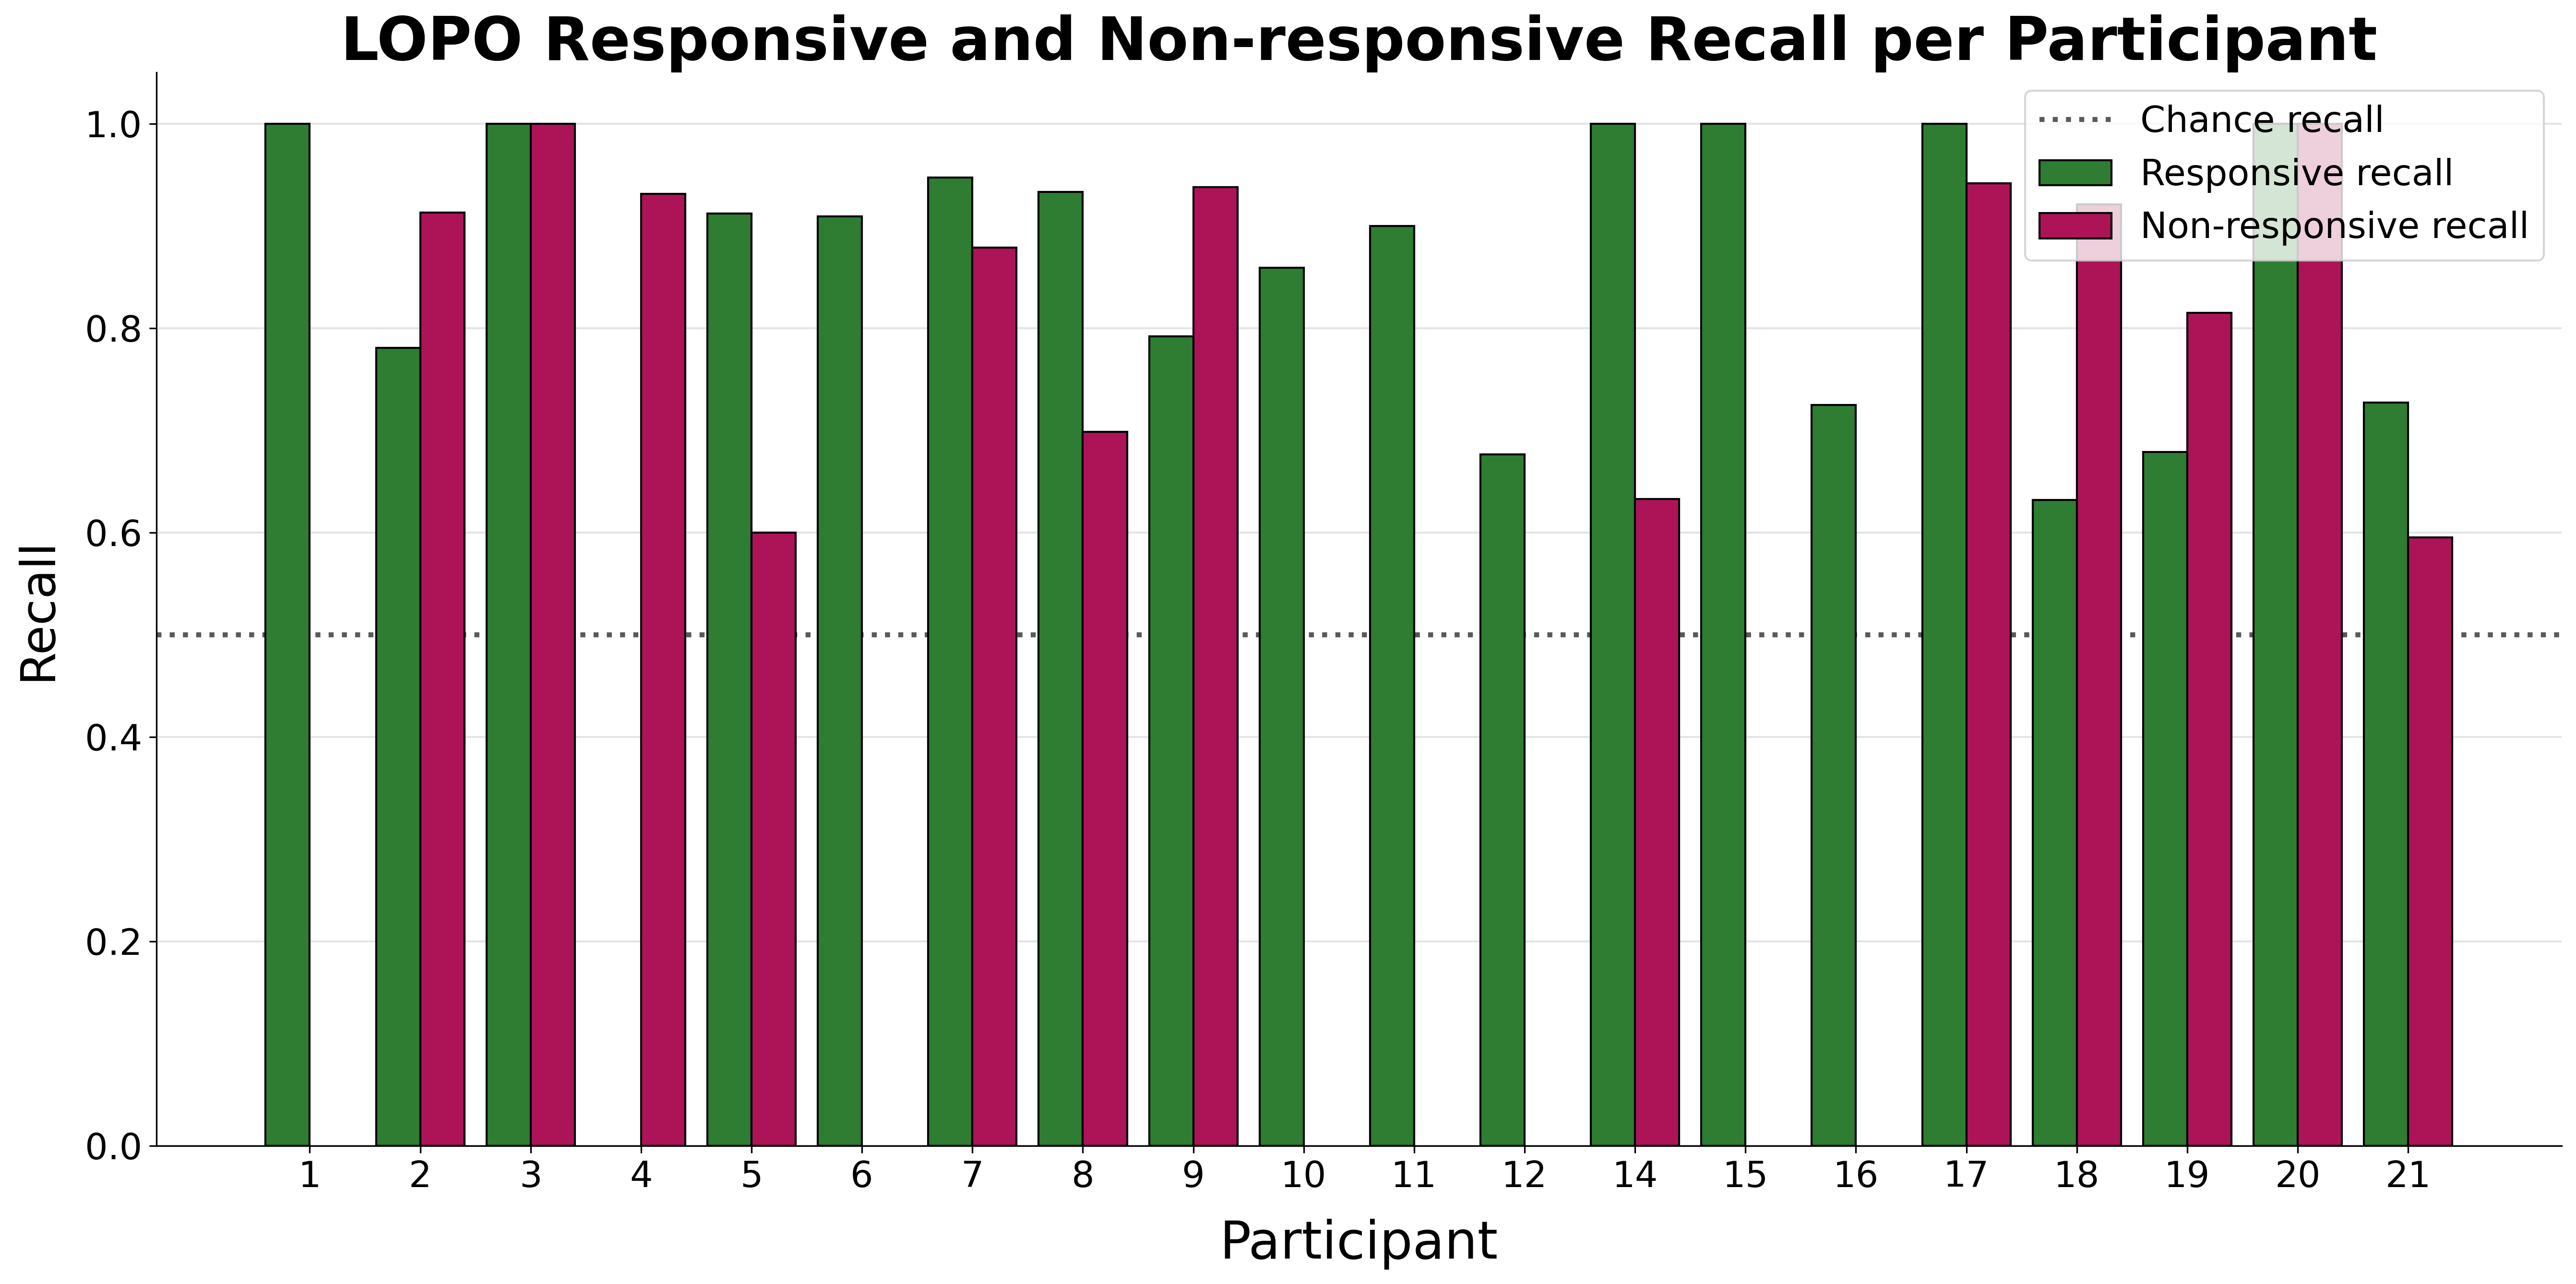 LOPO Responsive and Non-responsive Recall per Participant
Chance recall
Responsive recall
Non-responsive recall
1.0
0.8
0.6
0.4
0.2
0.0
Recall
1 2 3 4 5 6 7 8 9 10 11 12 14 15 16 17 18 19 20 21
Participant